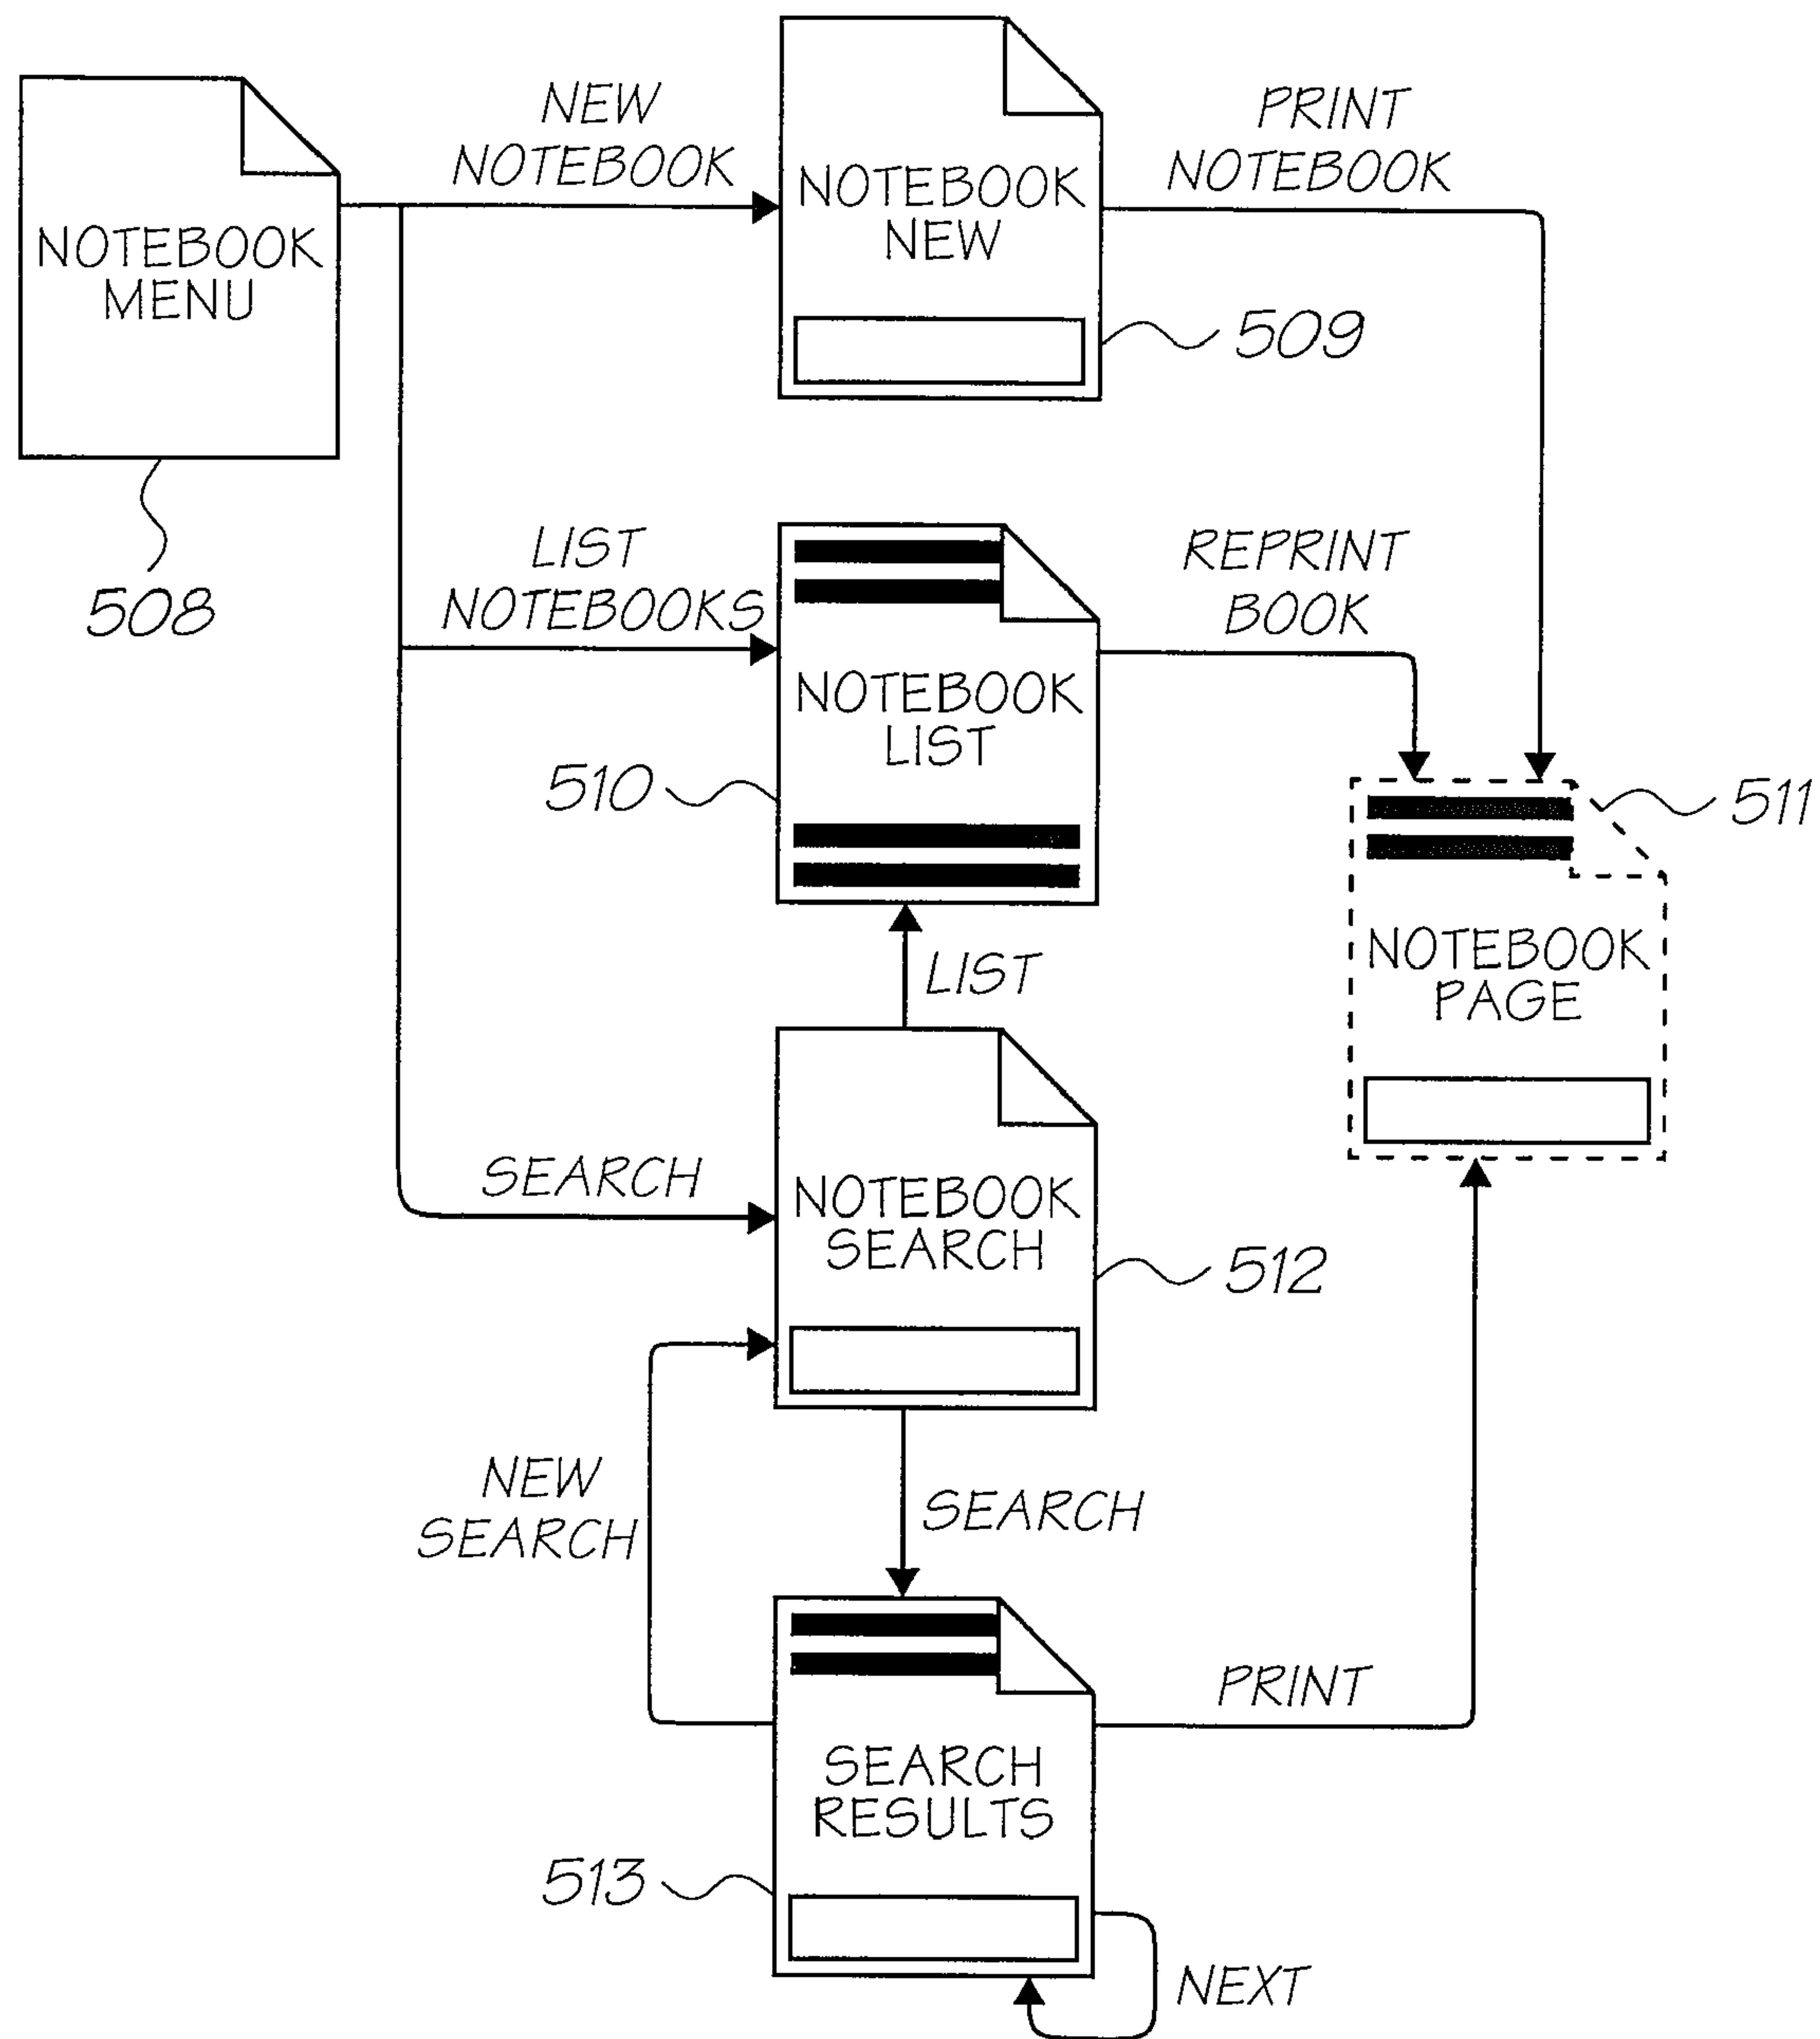 NEW
NOTEBOOK
PRINT
NOTEBOOK
NOTEBOOK
NEW
NOTEBOOK
MENU
509
LIST
NOTEBOOKS
REPRINT
BOOK
508
NOTEBOOK
LIST
510
511
NOTEBOOK
PAGE
LIST
SEARCH
NOTEBOOK
SEARCH
512
NEW
SEARCH
SEARCH
PRINT
SEARCH
RESULTS
513
NEXT